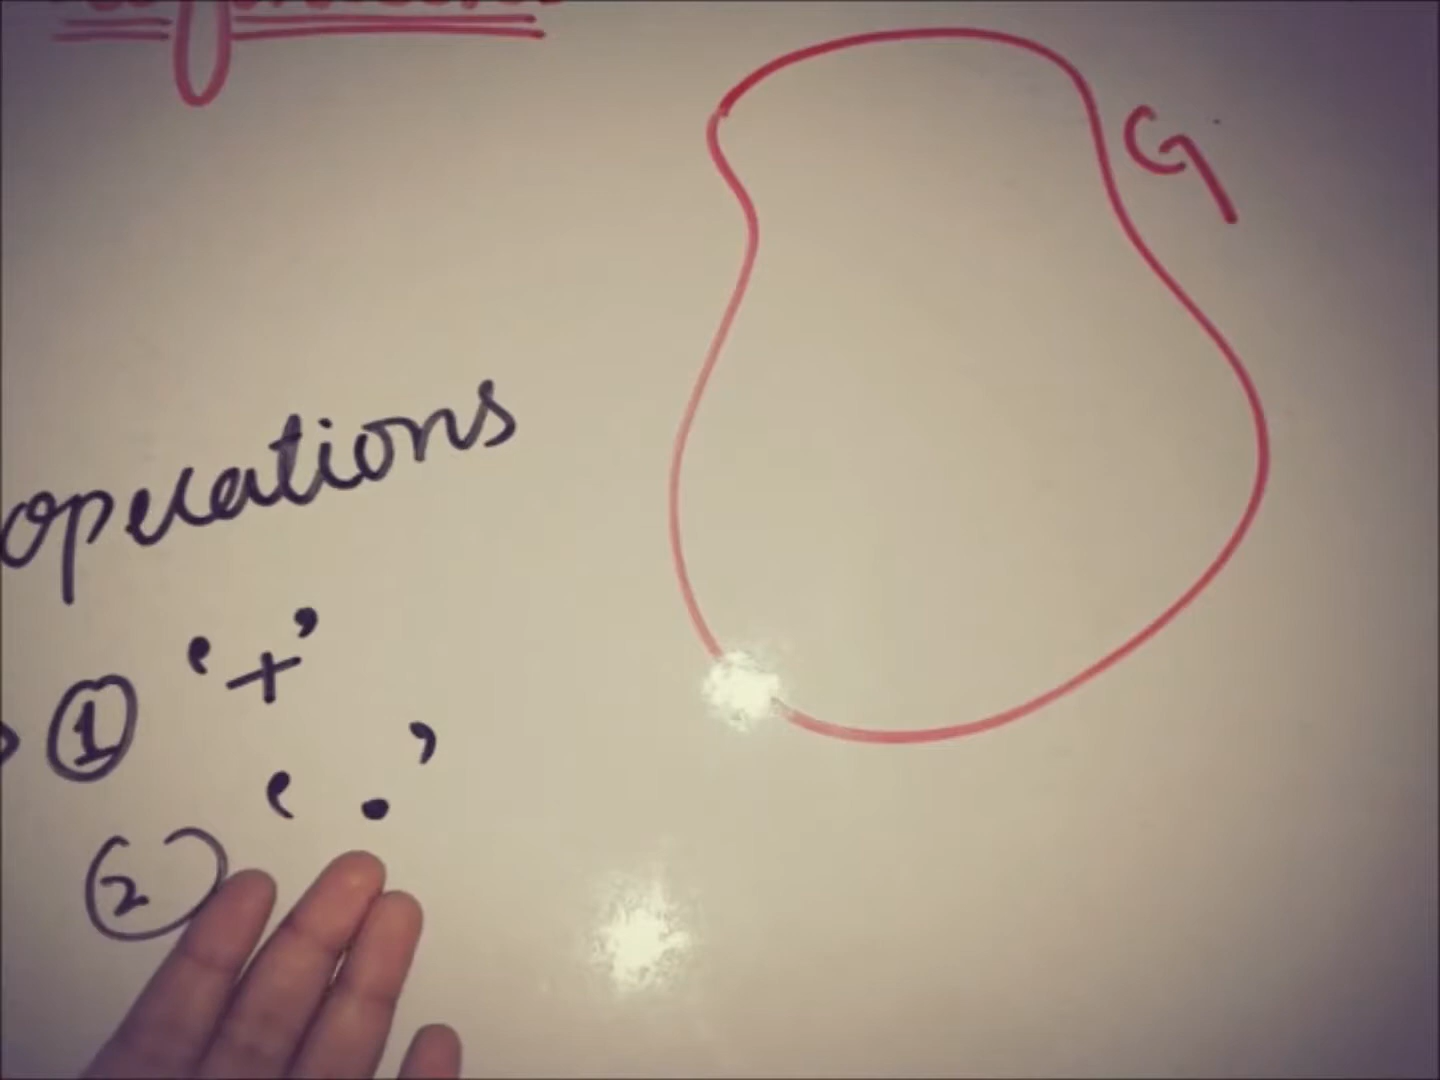 G
operations
① '+'
② '.'